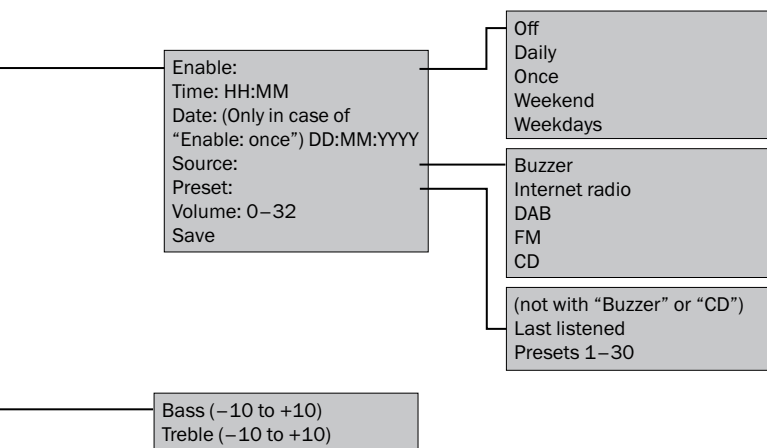 Enable:
Time: HH:MM
Date: (Only in case of
“Enable: once”) DD:MM:YYYY
Source:
Preset:
Volume: 0–32
Save
Off
Daily
Once
Weekend
Weekdays
Buzzer
Internet radio
DAB
FM
CD
(not with “Buzzer” or “CD”)
Last listened
Presets 1–30
Bass (–10 to +10)
Treble (–10 to +10)